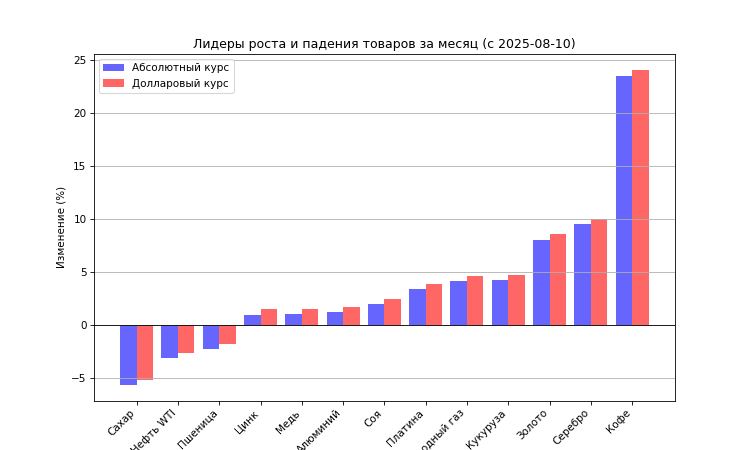 Лидеры роста и падения товаров за месяц (с 2025-08-10)
Абсолютный курс
Долларовый курс
Изменение (%)
25
20
15
10
5
0
−5
Сахар
Нефть WTI
Пшеница
Цинк
Медь
Алюминий
Соя
Платина
газ
Кукуруза
Золото
Серебро
Кофе